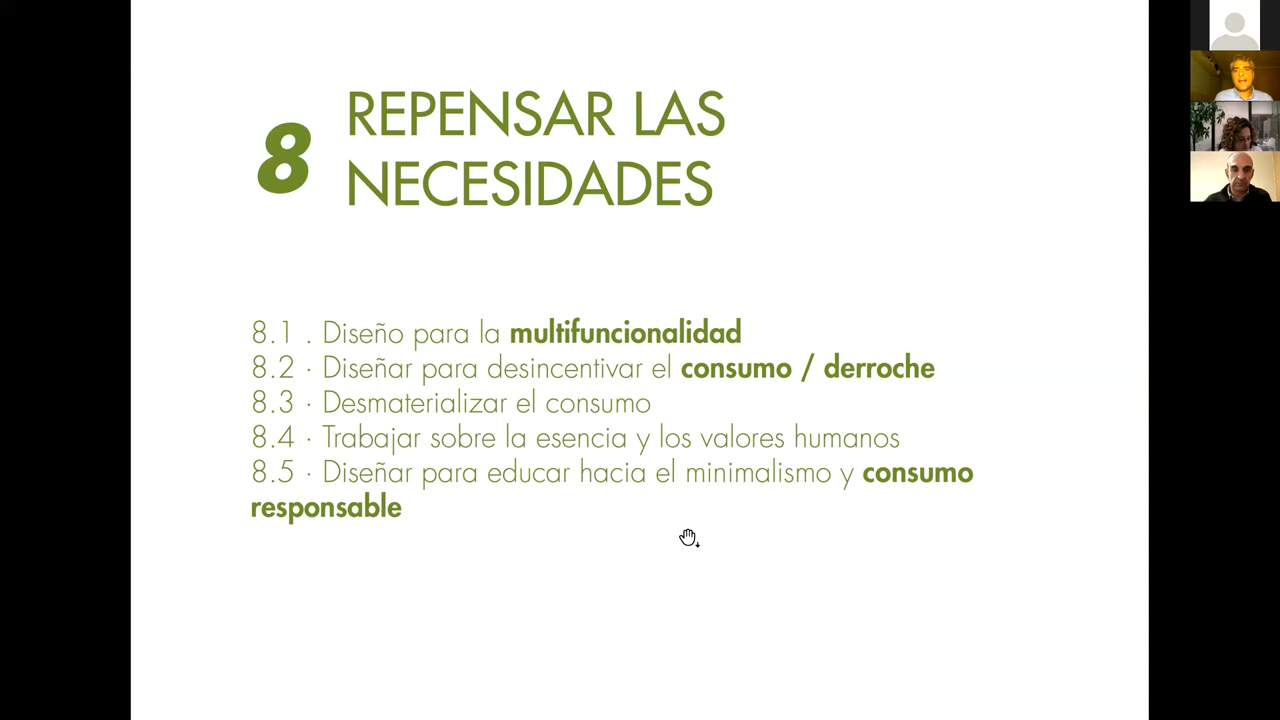 8
REPENSAR LAS
NECESIDADES
8.1 . Diseño para la multifuncionalidad
8.2 · Diseñar para desincentivar el consumo / derroche
8.3 · Desmaterializar el consumo
8.4 · Trabajar sobre la esencia y los valores humanos
8.5 · Diseñar para educar hacia el minimalismo y consumo
responsable